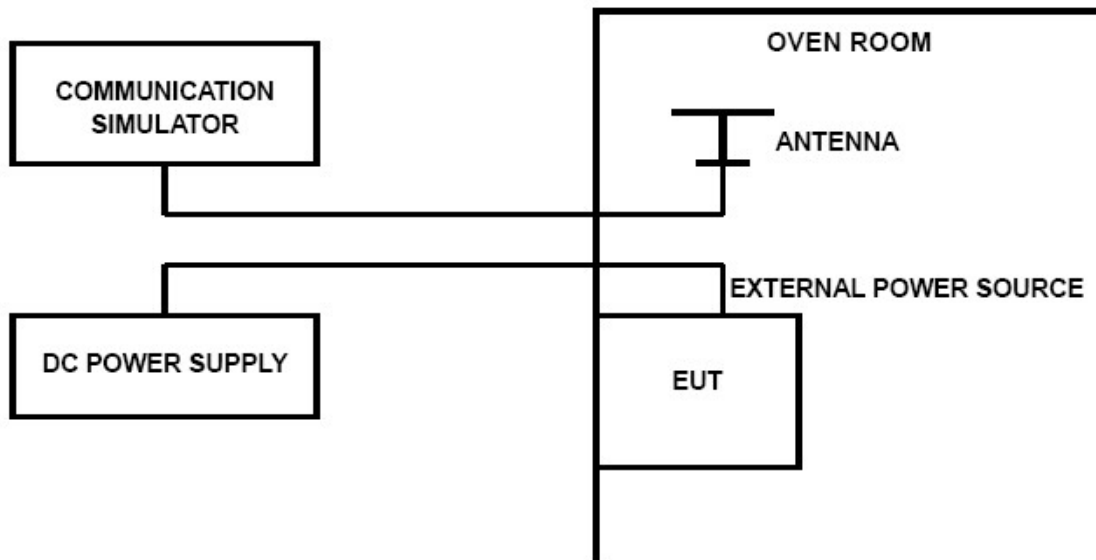 OVEN ROOM
COMMUNICATION
SIMULATOR
ANTENNA
EXTERNAL POWER SOURCE
DC POWER SUPPLY
EUT